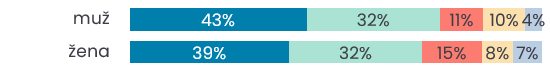 muž 43% 32% 11% 10% 4%
žena 39% 32% 15% 8% 7%